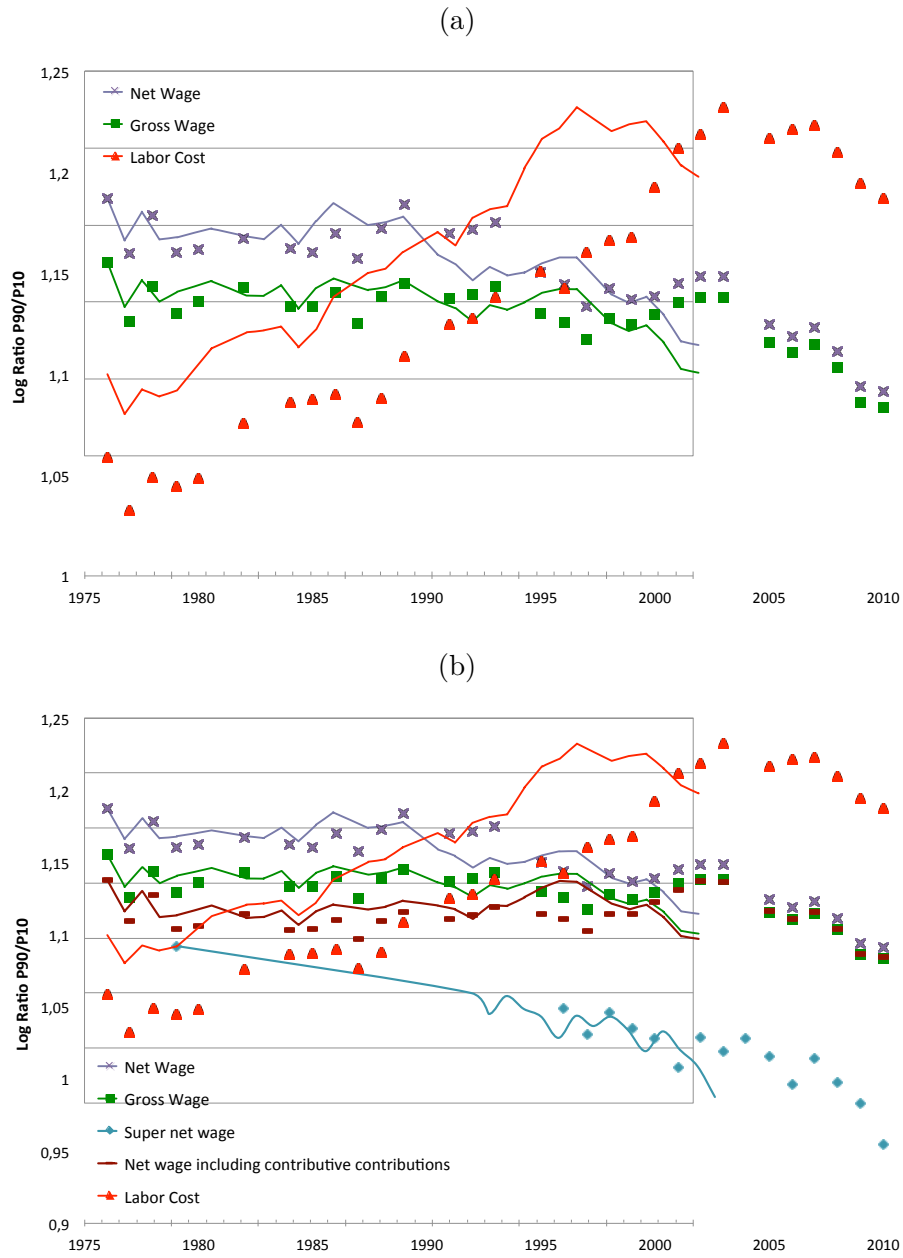 (a)
1,25
Net Wage
Gross Wage
Labor Cost
1,2
1,15
1,1
1,05
1
Log Ratio P90/P10
1975 1980 1985 1990 1995 2000 2005 2010
(b)
1,25
1,2
1,15
1,1
1,05
1
0,95
0,9
Log Ratio P90/P10
Net Wage
Gross Wage
Super net wage
Net wage including contributive contributions
Labor Cost
1975 1980 1985 1990 1995 2000 2005 2010